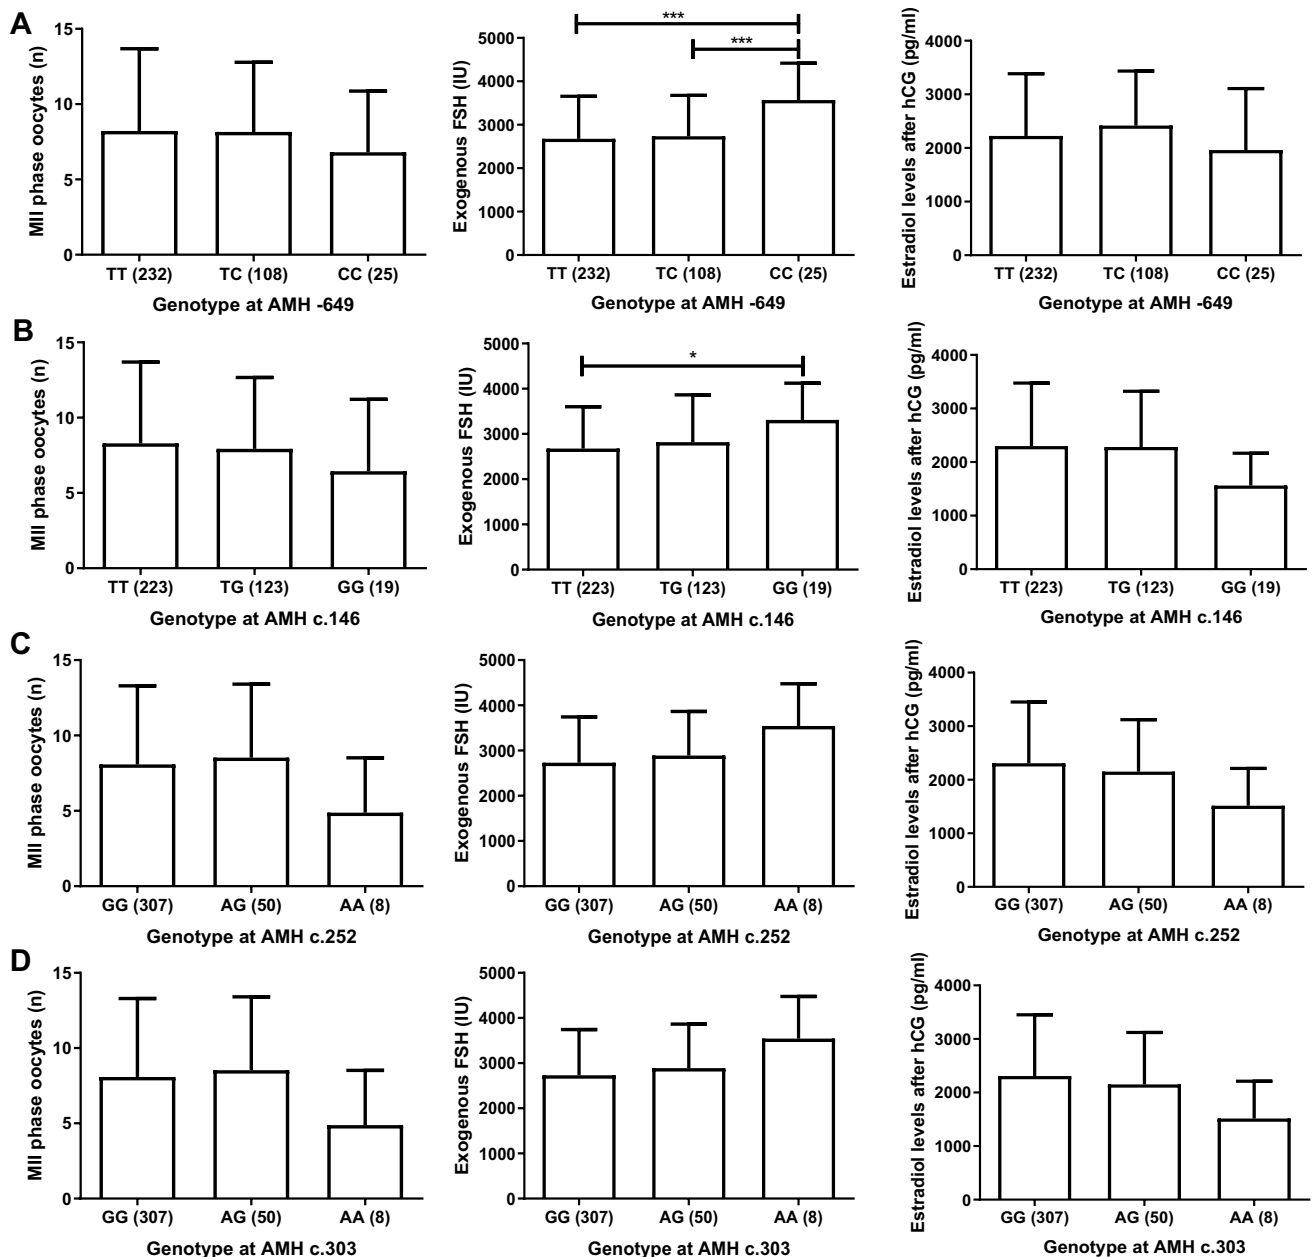 A
MII phase oocytes (n)
15
10
5
0
TT (232) TC (108) CC (25)
Genotype at AMH -649
Exogenous FSH (IU)
5000
4000
3000
2000
1000
0
***
***
TT (232) TC (108) CC (25)
Genotype at AMH -649
Estradiol levels after hCG (pg/ml)
4000
3000
2000
1000
0
TT (232) TC (108) CC (25)
Genotype at AMH -649
B
MII phase oocytes (n)
15
10
5
0
TT (223) TG (123) GG (19)
Genotype at AMH c.146
Exogenous FSH (IU)
5000
4000
3000
2000
1000
0
*
TT (223) TG (123) GG (19)
Genotype at AMH c.146
Estradiol levels after hCG (pg/ml)
4000
3000
2000
1000
0
TT (223) TG (123) GG (19)
Genotype at AMH c.146
C
MII phase oocytes (n)
15
10
5
0
GG (307) AG (50) AA (8)
Genotype at AMH c.252
Exogenous FSH (IU)
5000
4000
3000
2000
1000
0
GG (307) AG (50) AA (8)
Genotype at AMH c.252
Estradiol levels after hCG (pg/ml)
4000
3000
2000
1000
0
GG (307) AG (50) AA (8)
Genotype at AMH c.252
D
MII phase oocytes (n)
15
10
5
0
GG (307) AG (50) AA (8)
Genotype at AMH c.303
Exogenous FSH (IU)
5000
4000
3000
2000
1000
0
GG (307) AG (50) AA (8)
Genotype at AMH c.303
Estradiol levels after hCG (pg/ml)
4000
3000
2000
1000
0
GG (307) AG (50) AA (8)
Genotype at AMH c.303